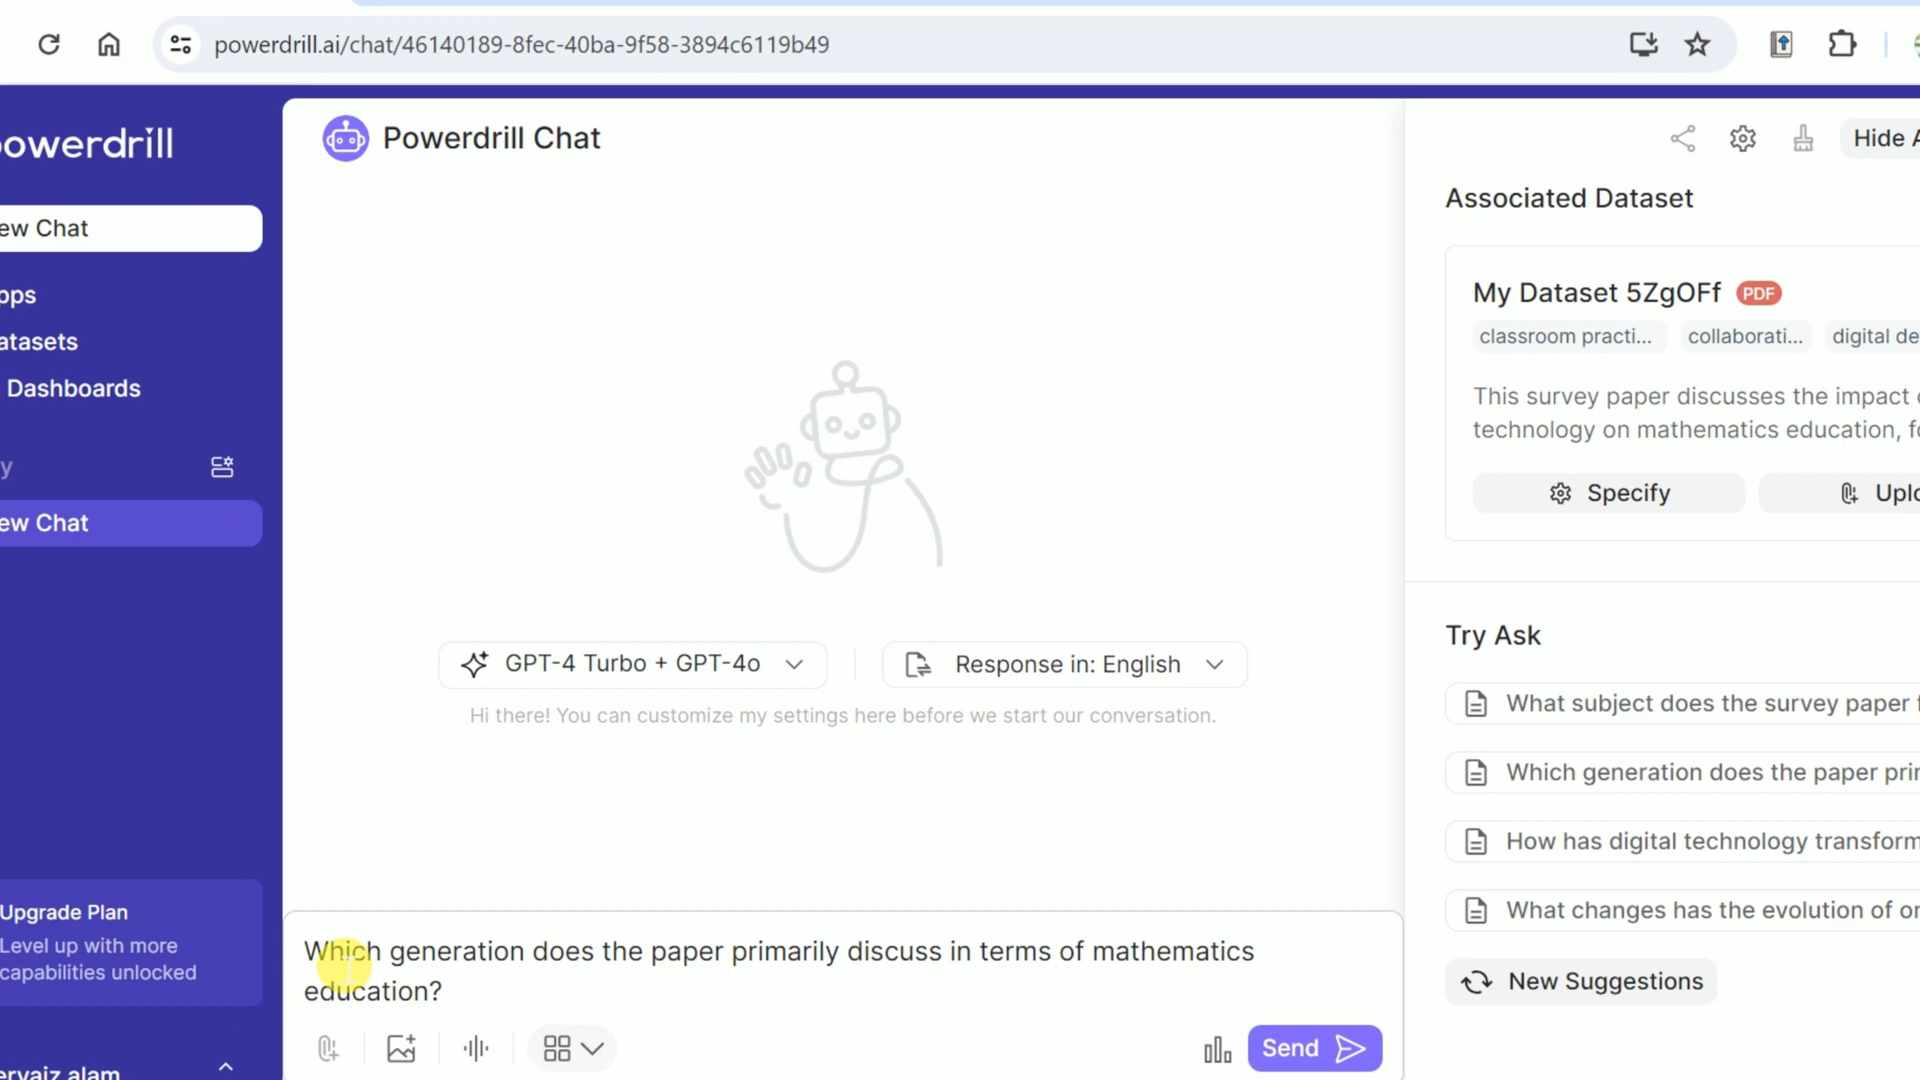 powerdrill.ai/chat/46140189-8fec-40ba-9f58-3894c6119b49
owerdrill
ew Chat
pps
atasets
Dashboards
y
ew Chat
Upgrade Plan
Level up with more
capabilities unlocked
ervaiz alam
Powerdrill Chat
GPT-4 Turbo + GPT-4o
Response in: English
Hi there! You can customize my settings here before we start our conversation.
Which generation does the paper primarily discuss in terms of mathematics
education?
Send
Hide A
Associated Dataset
My Dataset 5ZgOFf PDF
classroom practi... collaborati... digital de
This survey paper discusses the impact
technology on mathematics education, fo
Specify
Uplo
Try Ask
What subject does the survey paper f
Which generation does the paper prin
How has digital technology transform
What changes has the evolution of or
New Suggestions